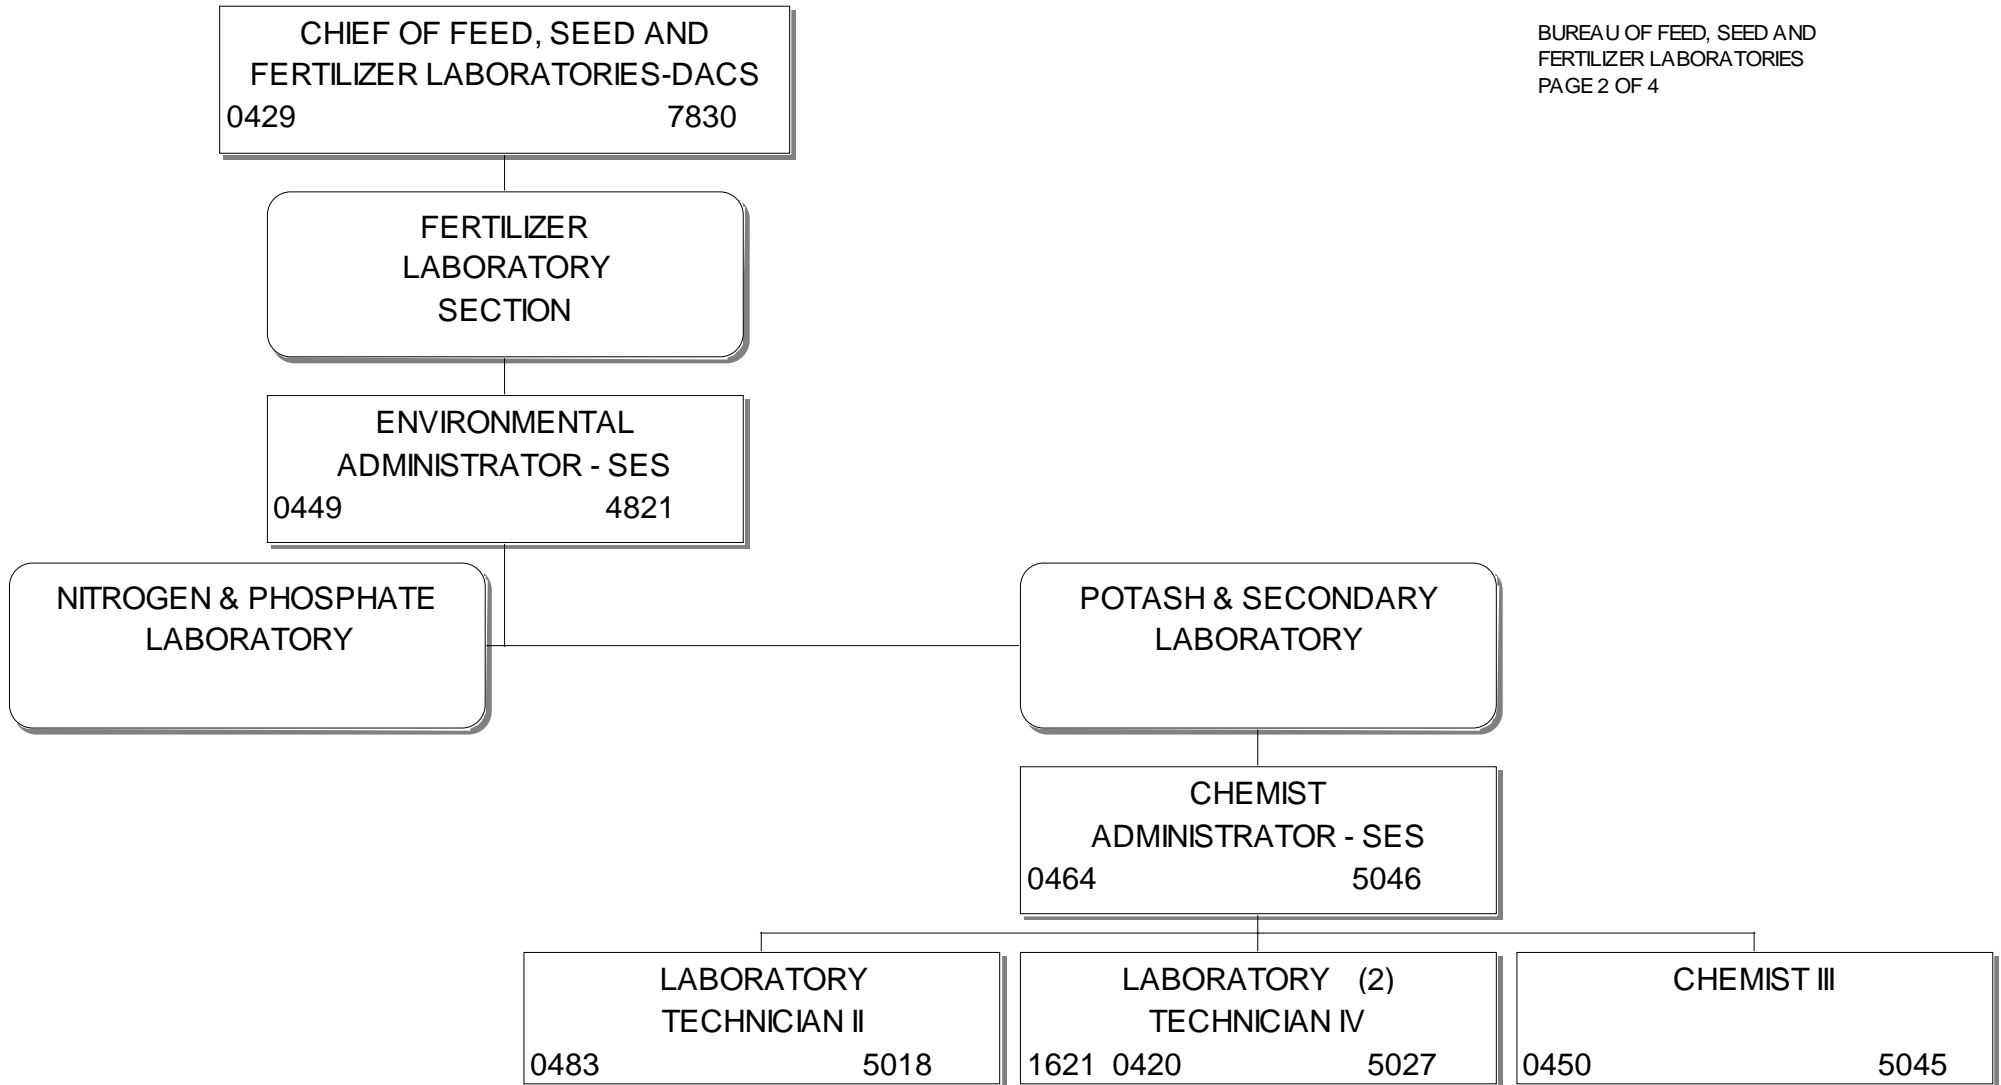 CHIEF OF FEED, SEED AND
FERTILIZER LABORATORIES-DACS
0429 7830
BUREAU OF FEED, SEED AND
FERTILIZER LABORATORIES
PAGE 2 OF 4
FERTILIZER
LABORATORY
SECTION
ENVIRONMENTAL
ADMINISTRATOR - SES
0449 4821
NITROGEN & PHOSPHATE
LABORATORY
POTASH & SECONDARY
LABORATORY
CHEMIST
ADMINISTRATOR - SES
0464 5046
LABORATORY
TECHNICIAN II
0483 5018
LABORATORY (2)
TECHNICIAN IV
1621 0420 5027
CHEMIST III
0450 5045